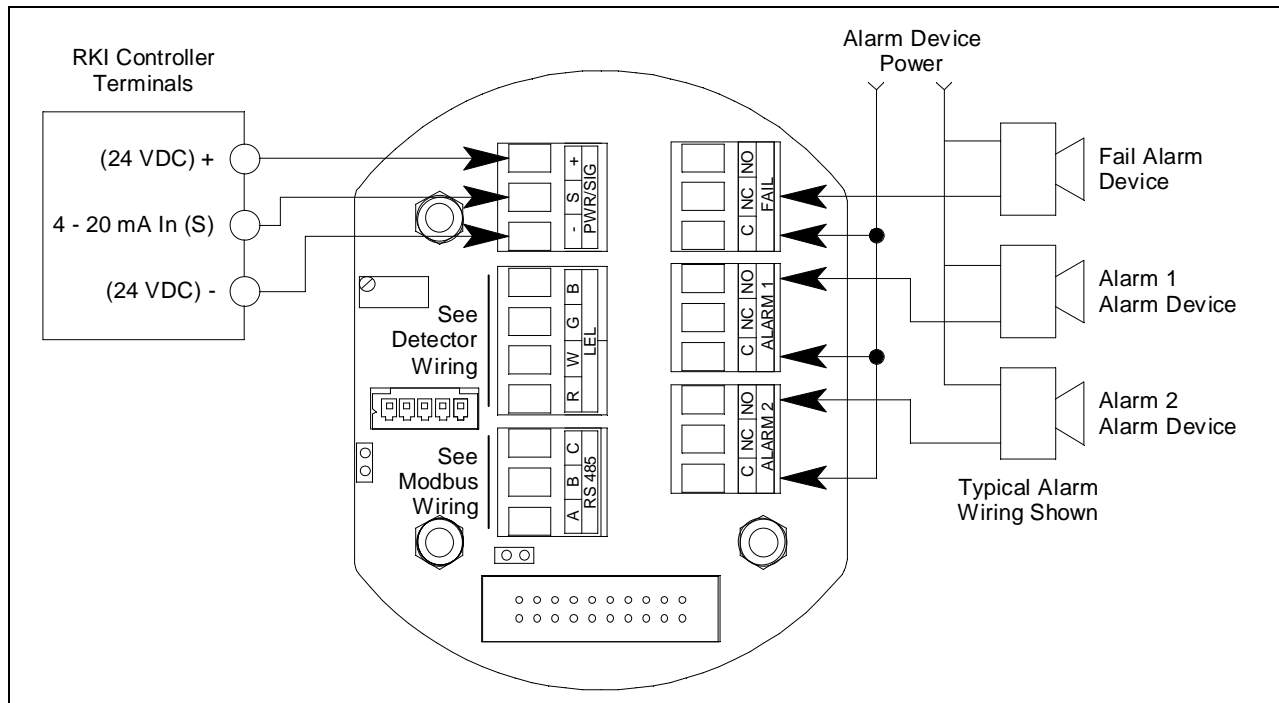 RKI Controller
Terminals
(24 VDC) +
4 - 20 mA In (S)
(24 VDC) -
+
S
-
PWR/SIG
See
Detector
Wiring
B
G
W
R
LEL
See
Modbus
Wiring
C
B
A
RS 485
NO
NC
C
FAIL
NO
NC
C
ALARM 1
NO
NC
C
ALARM 2
Alarm Device
Power
Fail Alarm
Device
Alarm 1
Alarm Device
Alarm 2
Alarm Device
Typical Alarm
Wiring Shown